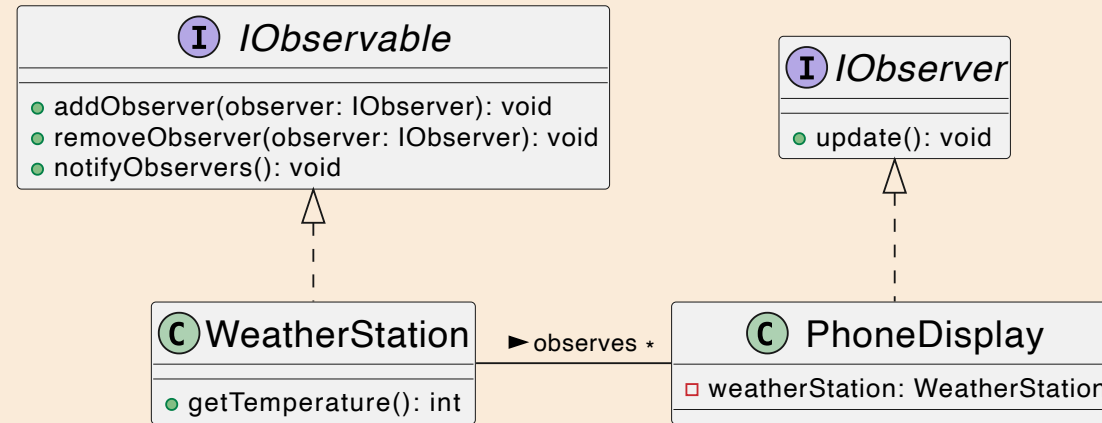 I IObservable
addObserver(observer: IObserver): void
removeObserver(observer: IObserver): void
notifyObservers(): void
I IObserver
update(): void
C WeatherStation
getTemperature(): int
observes *
C PhoneDisplay
weatherStation: WeatherStation